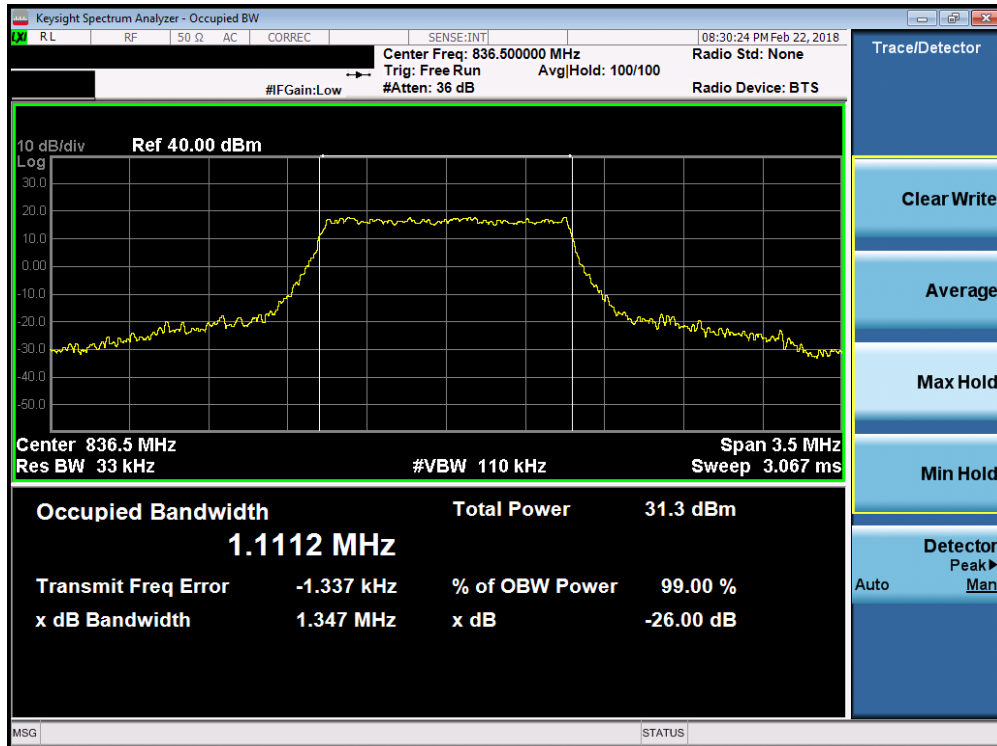 Keysight Spectrum Analyzer - Occupied BW
LXI RL RF 50 Ω AC CORREC SENSE:INT 08:30:24 PM Feb 22, 2018
Center Freq: 836.500000 MHz Radio Std: None
Trig: Free Run Avg|Hold: 100/100
#IFGain:Low #Atten: 36 dB Radio Device: BTS
10 dB/div Ref 40.00 dBm
Log
30.0
20.0
10.0
0.00
-10.0
-20.0
-30.0
-40.0
-50.0
Center 836.5 MHz Span 3.5 MHz
Res BW 33 kHz #VBW 110 kHz Sweep 3.067 ms
Occupied Bandwidth Total Power 31.3 dBm
1.1112 MHz
Transmit Freq Error -1.337 kHz % of OBW Power 99.00 %
x dB Bandwidth 1.347 MHz x dB -26.00 dB
MSG STATUS
Trace/Detector
Clear Write
Average
Max Hold
Min Hold
Detector
Peak▶
Auto Man